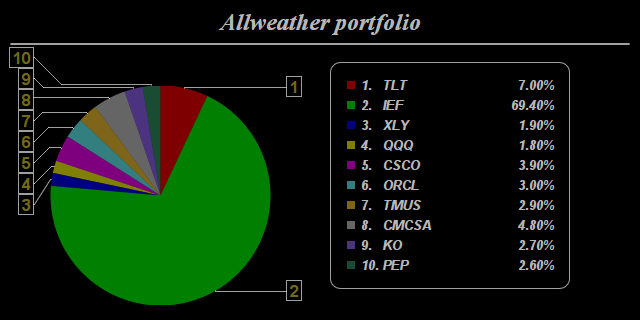 Allweather portfolio
10
9
8
7
6
5
4
3
1
2
1. TLT 7.00%
2. IEF 69.40%
3. XLY 1.90%
4. QQQ 1.80%
5. CSCO 3.90%
6. ORCL 3.00%
7. TMUS 2.90%
8. CMCSA 4.80%
9. KO 2.70%
10. PEP 2.60%